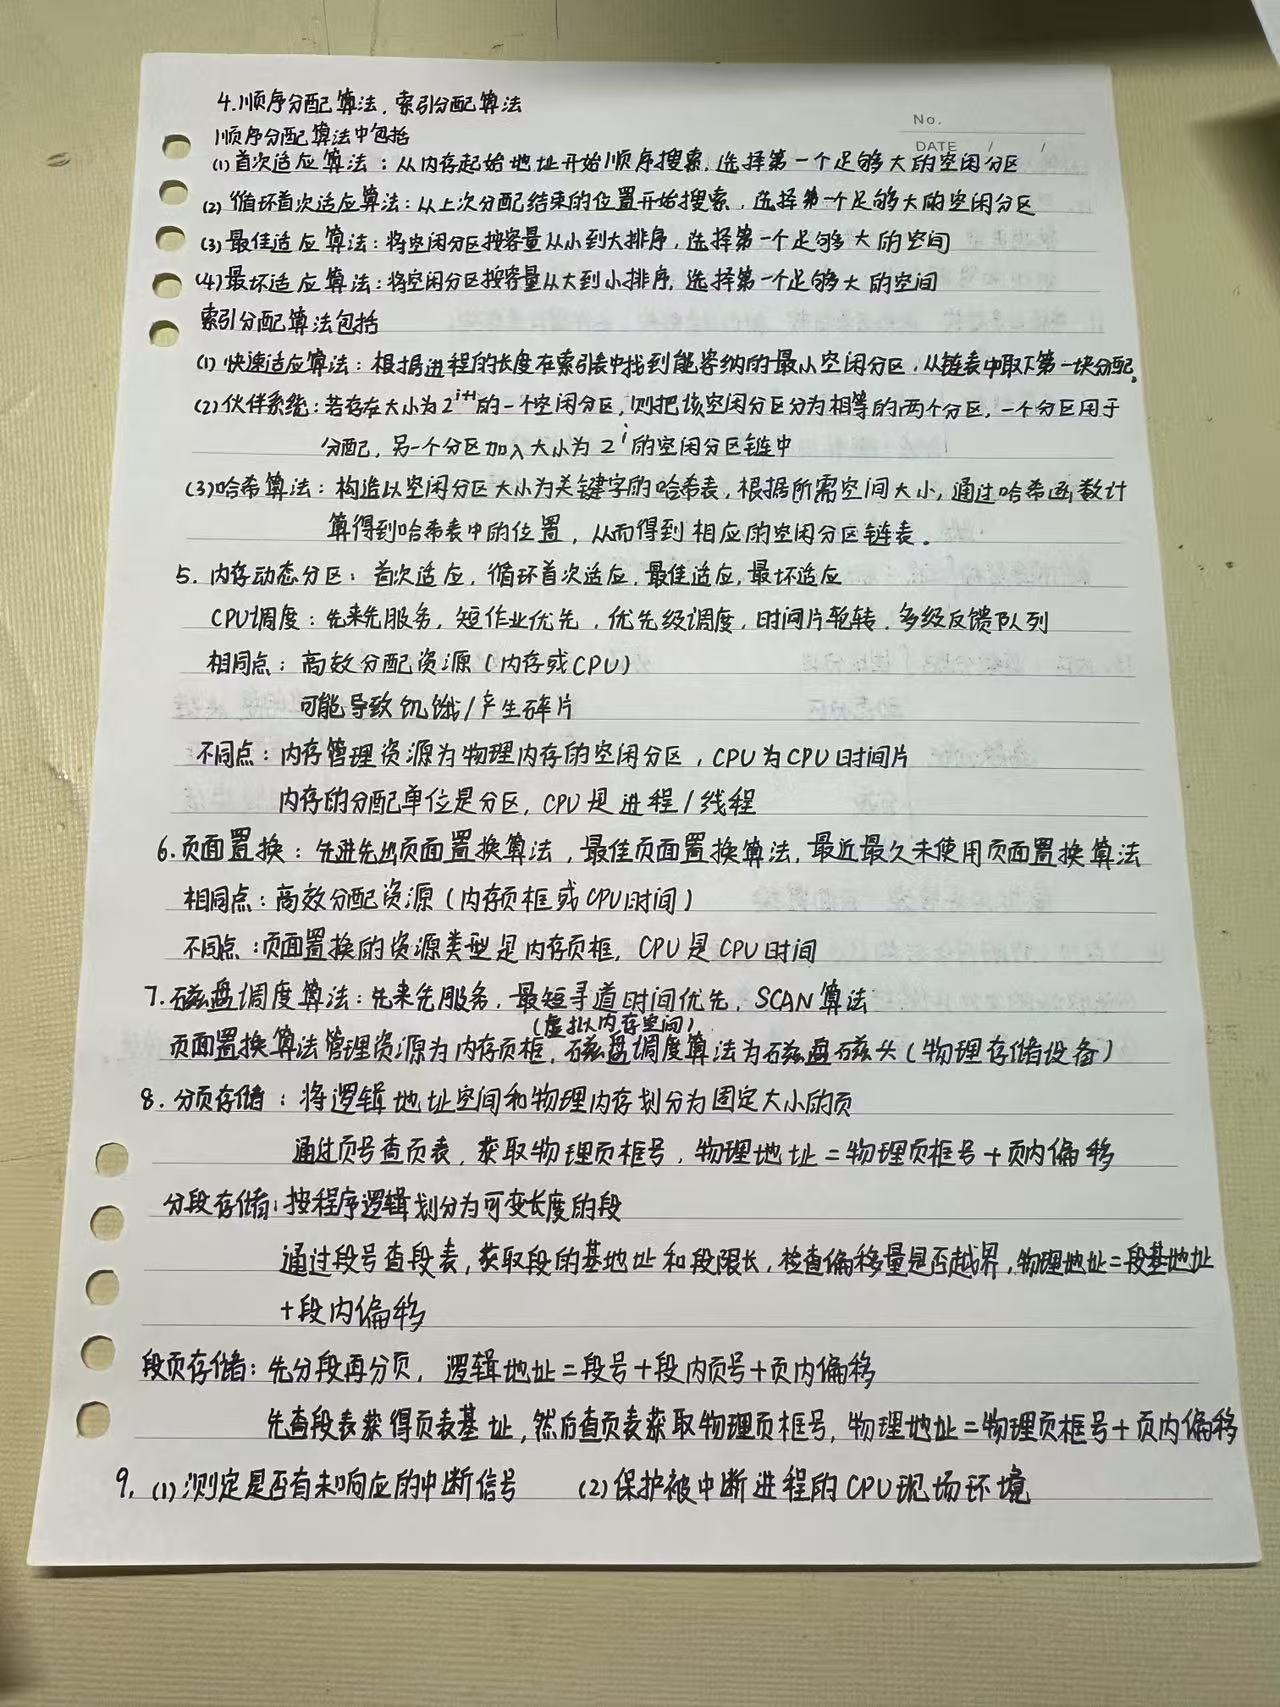 4.顺序分配算法,索引分配算法
No.
DATE / /
顺序分配算法中包括
(1)首次适应算法：从内存起始地址开始顺序搜索,选择第一个足够大的空闲分区
(2)循环首次适应算法：从上次分配结束的位置开始搜索,选择第一个足够大的空闲分区
(3)最佳适应算法：将空闲分区按容量从小到大排序,选择第一个足够大的空间
(4)最坏适应算法：将空闲分区按容量从大到小排序,选择第一个足够大的空间
索引分配算法包括
(1)快速适应算法：根据进程的长度在索引表中找到能容纳的最小空闲分区,从链表中取下第一块分配。
(2)伙伴系统：若存在大小为2^{i+1}的一个空闲分区,则把该空闲分区分为相等的两个分区,一个分区用于
分配,另一个分区加入大小为2^i的空闲分区链中
(3)哈希算法：构造以空闲分区大小为关键字的哈希表,根据所需空间大小,通过哈希函数计
算得到哈希表中的位置,从而得到相应的空闲分区链表。
5.内存动态分区：首次适应,循环首次适应,最佳适应,最坏适应
CPU调度：先来先服务,短作业优先,优先级调度,时间片轮转,多级反馈队列
相同点：高效分配资源(内存或CPU)
可能导致饥饿/产生碎片
不同点：内存管理资源为物理内存的空闲分区,CPU为CPU时间片
内存的分配单位是分区,CPU是进程/线程
6.页面置换：先进先出页面置换算法,最佳页面置换算法,最近最久未使用页面置换算法
相同点：高效分配资源(内存页框或CPU时间)
不同点：页面置换的资源类型是内存页框,CPU是CPU时间
7.磁盘调度算法：先来先服务,最短寻道时间优先,SCAN算法
(虚拟内存空间)
页面置换算法管理资源为内存页框,磁盘调度算法为磁盘磁头(物理存储设备)
8.分页存储：将逻辑地址空间和物理内存划分为固定大小的页
通过页号查页表,获取物理页框号,物理地址=物理页框号+页内偏移
分段存储：按程序逻辑划分为可变长度的段
通过段号查段表,获取段的基地址和段限长,检查偏移量是否越界,物理地址=段基地址
+段内偏移
段页存储：先分段再分页,逻辑地址=段号+段内页号+页内偏移
先查段表获得页表基址,然后查页表获取物理页框号,物理地址=物理页框号+页内偏移
9.(1)测定是否有未响应的中断信号 (2)保护被中断进程的CPU现场环境